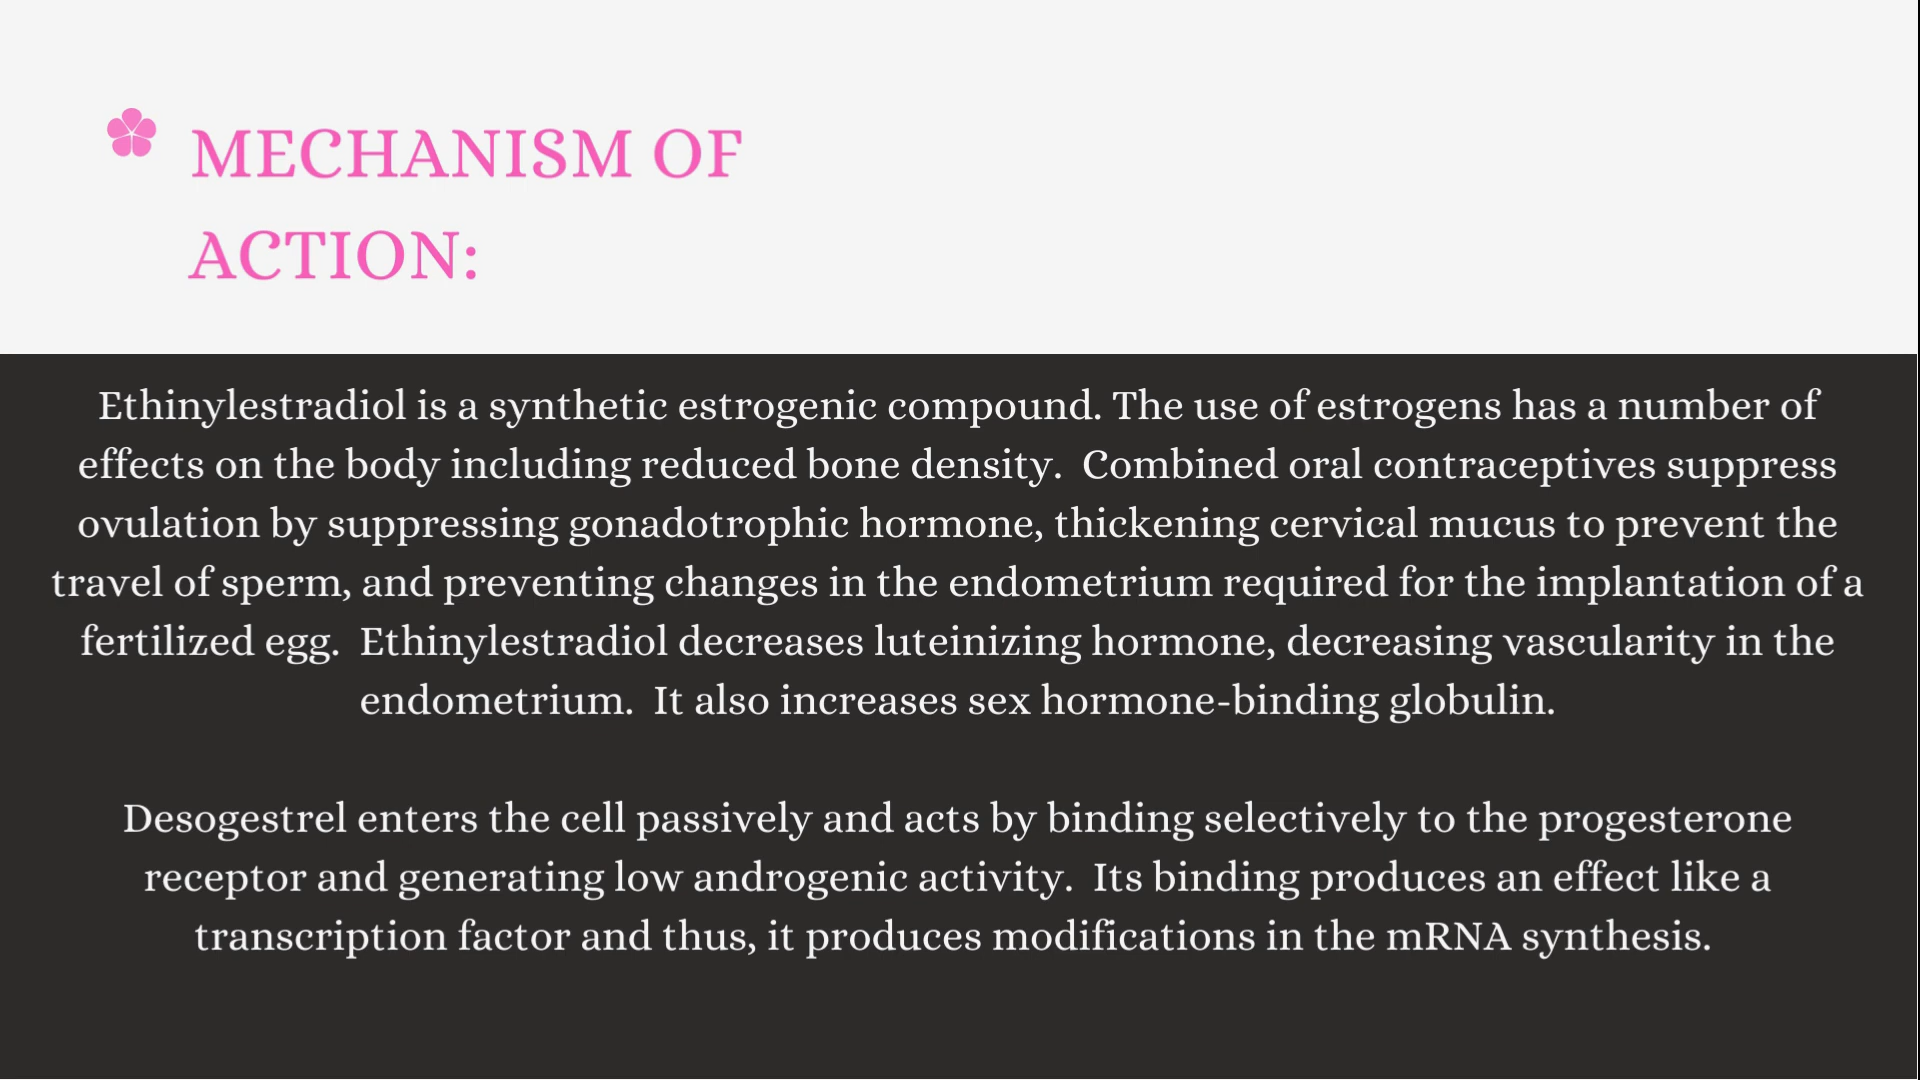 MECHANISM OF
ACTION:
Ethinylestradiol is a synthetic estrogenic compound. The use of estrogens has a number of
effects on the body including reduced bone density.  Combined oral contraceptives suppress
ovulation by suppressing gonadotrophic hormone, thickening cervical mucus to prevent the
travel of sperm, and preventing changes in the endometrium required for the implantation of a
fertilized egg.  Ethinylestradiol decreases luteinizing hormone, decreasing vascularity in the
endometrium.  It also increases sex hormone-binding globulin.
Desogestrel enters the cell passively and acts by binding selectively to the progesterone
receptor and generating low androgenic activity.  Its binding produces an effect like a
transcription factor and thus, it produces modifications in the mRNA synthesis.